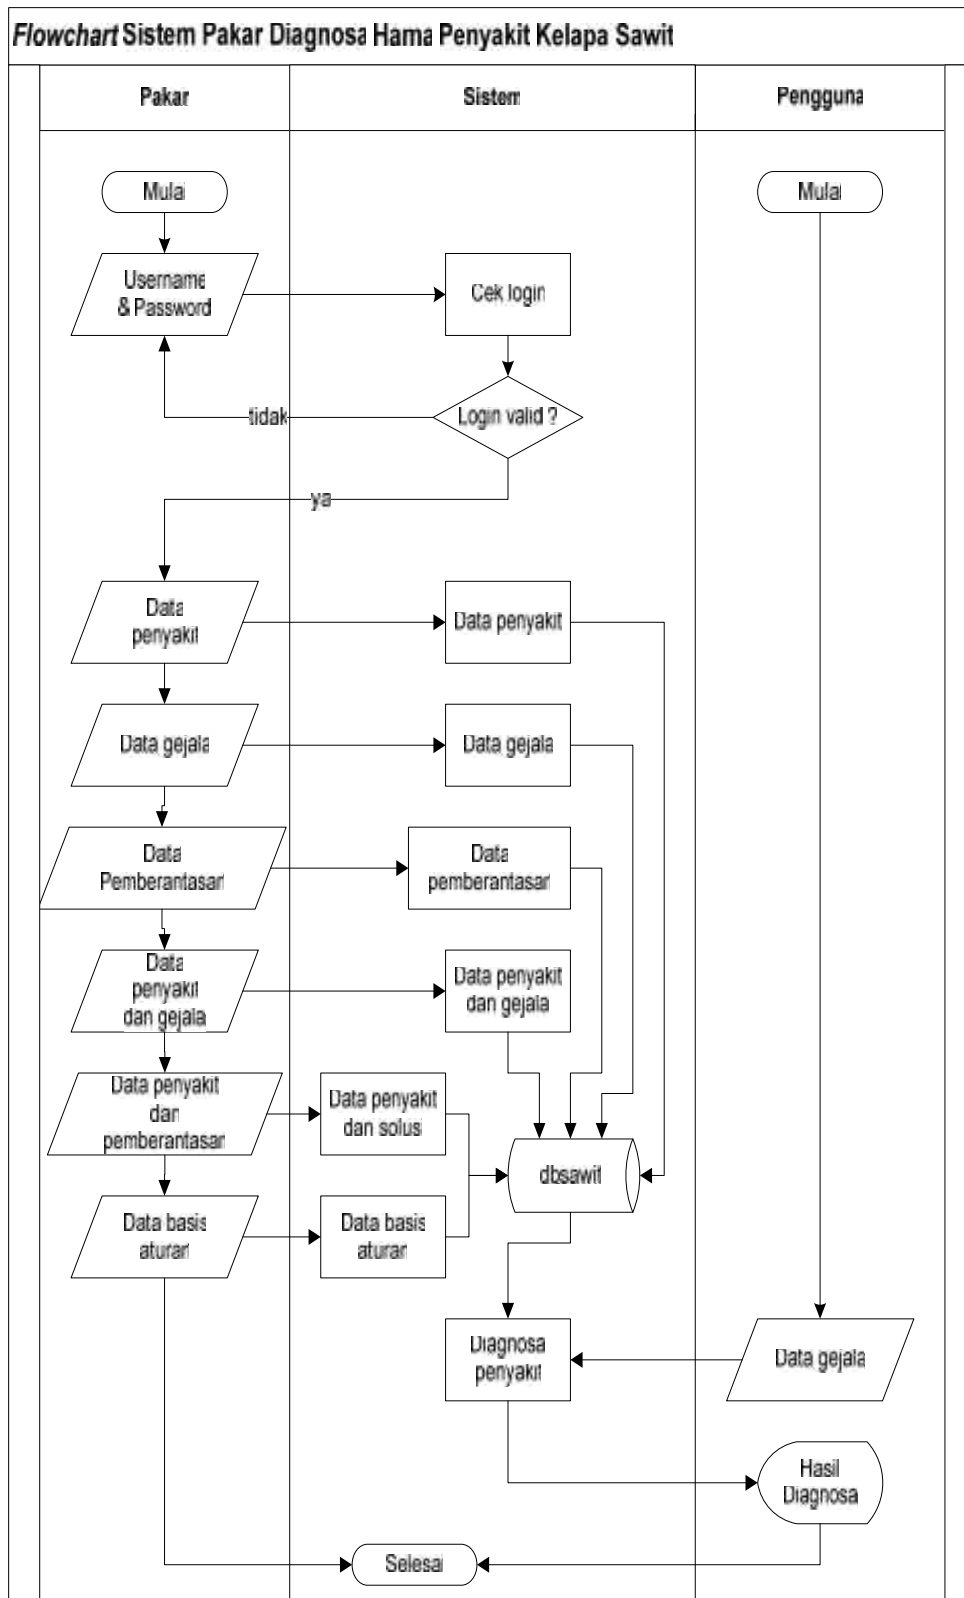 Flowchart Sistem Pakar Diagnosa Hama Penyakit Kelapa Sawit
Pakar
Sistem
Pengguna
Mulai
Mulai
Username
& Password
Cek login
Login valid ?
tidak
ya
Data
penyakit
Data penyakit
Data gejala
Data gejala
Data
Pemberantasan
Data
pemberantasan
Data
penyakit
dan gejala
Data penyakit
dan gejala
Data penyakit
dan
pemberantasan
Data penyakit
dan solusi
dbsawit
Data basis
aturan
Data basis
aturan
Diagnosa
penyakit
Data gejala
Hasil
Diagnosa
Selesai